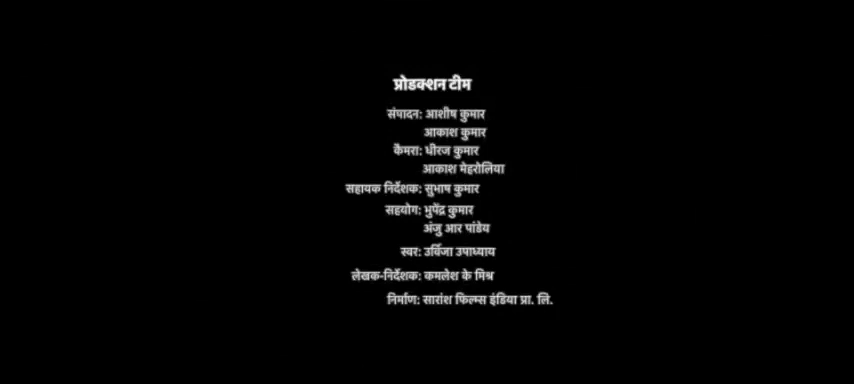 प्रोडक्शन टीम
संपादन: आशीष कुमार
आकाश कुमार
कैमरा: धीरज कुमार
आकाश मेहरोलिया
सहायक निर्देशक: सुभाष कुमार
सहयोग: भुपेंद्र कुमार
अंजु आर पांडेय
स्वर: उर्विजा उपाध्याय
लेखक-निर्देशक: कमलेश के मिश्र
निर्माण: सारांश फिल्म्स इंडिया प्रा. लि.